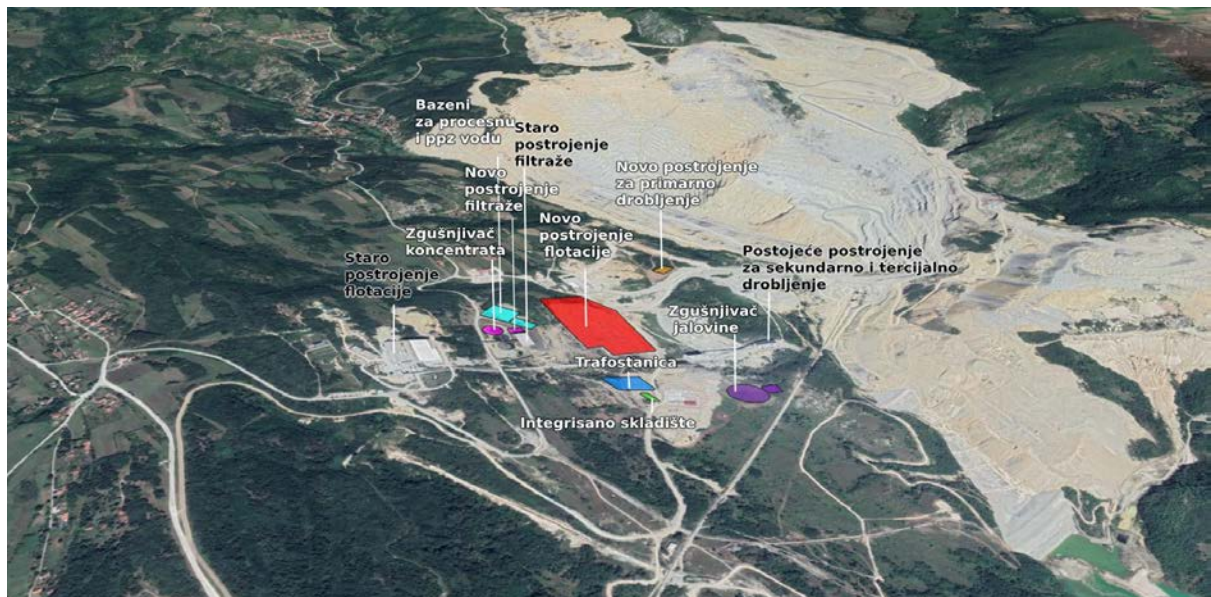 Bazeni
za procesnu
i ppz vodu
Staro
postrojenje
filtraže
Novo
postrojenje
filtraže
Novo postrojenje
za primarno
drobljenje
Zgušnjivač
koncentrata
Novo
postrojenje
flotacije
Staro
postrojenje
flotacije
Postojeće postrojenje
za sekundarno i tercijalno
drobljenje
Zgušnjivač
jalovine
Trafostanica
Integrisano skladište